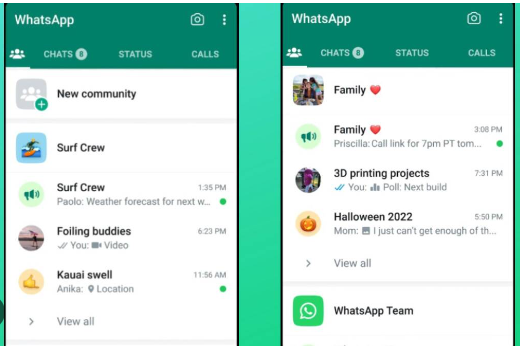 WhatsApp
CHATS 8 STATUS CALLS
New community
Surf Crew
Surf Crew 1:35 PM
Paolo: Weather forecast for next w...
Foiling buddies 6:23 PM
You: Video
Kauai swell 11:56 AM
Anika: Location
View all
WhatsApp
CHATS 8 STATUS CALLS
Family
Family 3:08 PM
Priscilla: Call link for 7pm PT tom...
3D printing projects 7:31 PM
You: Poll: Next build
Halloween 2022 5:50 PM
Mom: I just can't get enough of th...
View all
WhatsApp Team